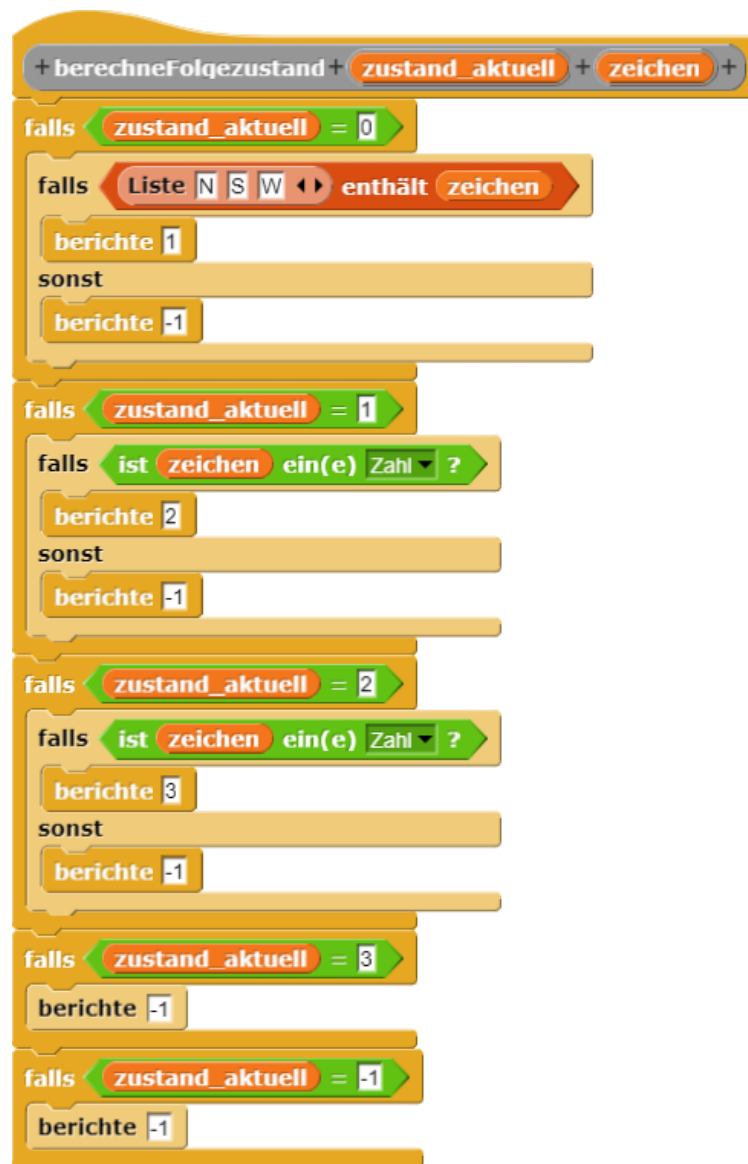 +berechneFolgezustand+ zustand_aktuell + zeichen +
falls zustand_aktuell = 0
falls Liste N S W enthält zeichen
berichte 1
sonst
berichte -1
falls zustand_aktuell = 1
falls ist zeichen ein(e) Zahl ?
berichte 2
sonst
berichte -1
falls zustand_aktuell = 2
falls ist zeichen ein(e) Zahl ?
berichte 3
sonst
berichte -1
falls zustand_aktuell = 3
berichte -1
falls zustand_aktuell = -1
berichte -1